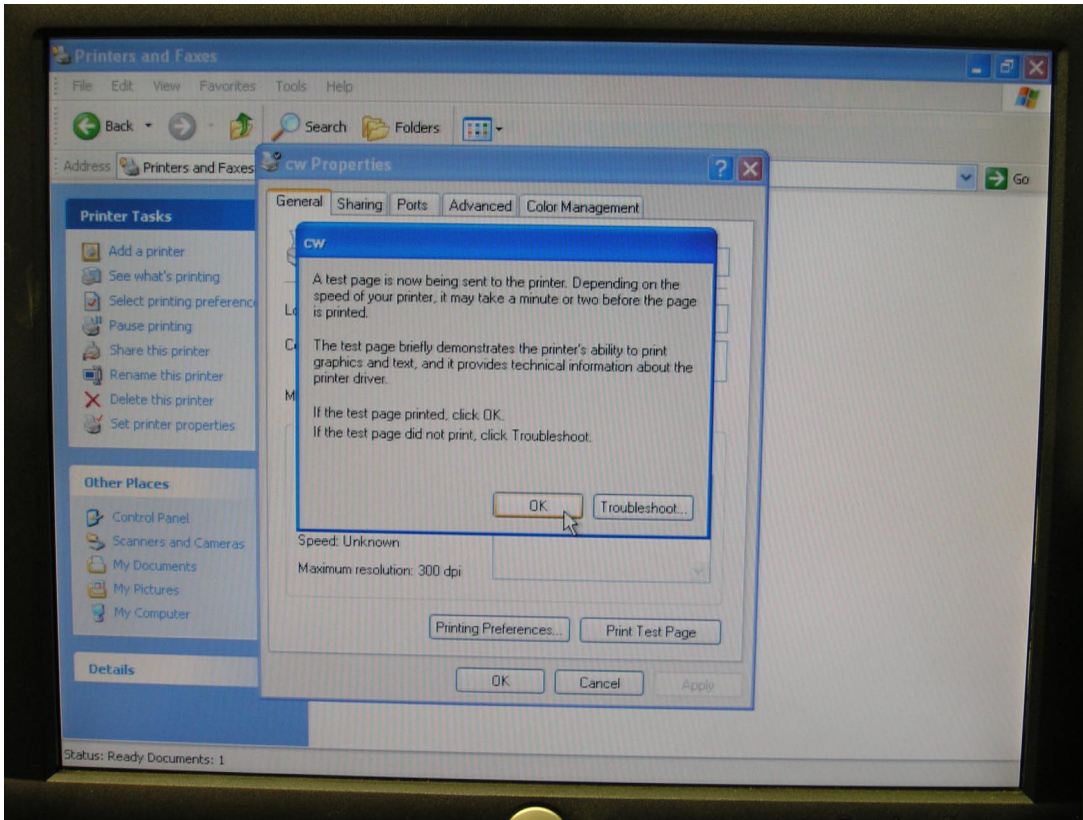 Printers and Faxes
File Edit View Favorites Tools Help
Back Search Folders
Address Printers and Faxes Go
cw Properties
General Sharing Ports Advanced Color Management
Printer Tasks
Add a printer
See what's printing
Select printing preferenc
Pause printing
Share this printer
Rename this printer
Delete this printer
Set printer properties
Other Places
Control Panel
Scanners and Cameras
My Documents
My Pictures
My Computer
Details
cw
A test page is now being sent to the printer. Depending on the
speed of your printer, it may take a minute or two before the page
is printed.
The test page briefly demonstrates the printer's ability to print
graphics and text, and it provides technical information about the
printer driver.
If the test page printed, click OK.
If the test page did not print, click Troubleshoot.
OK Troubleshoot...
Speed: Unknown
Maximum resolution: 300 dpi
Printing Preferences... Print Test Page
OK Cancel Apply
Status: Ready Documents: 1